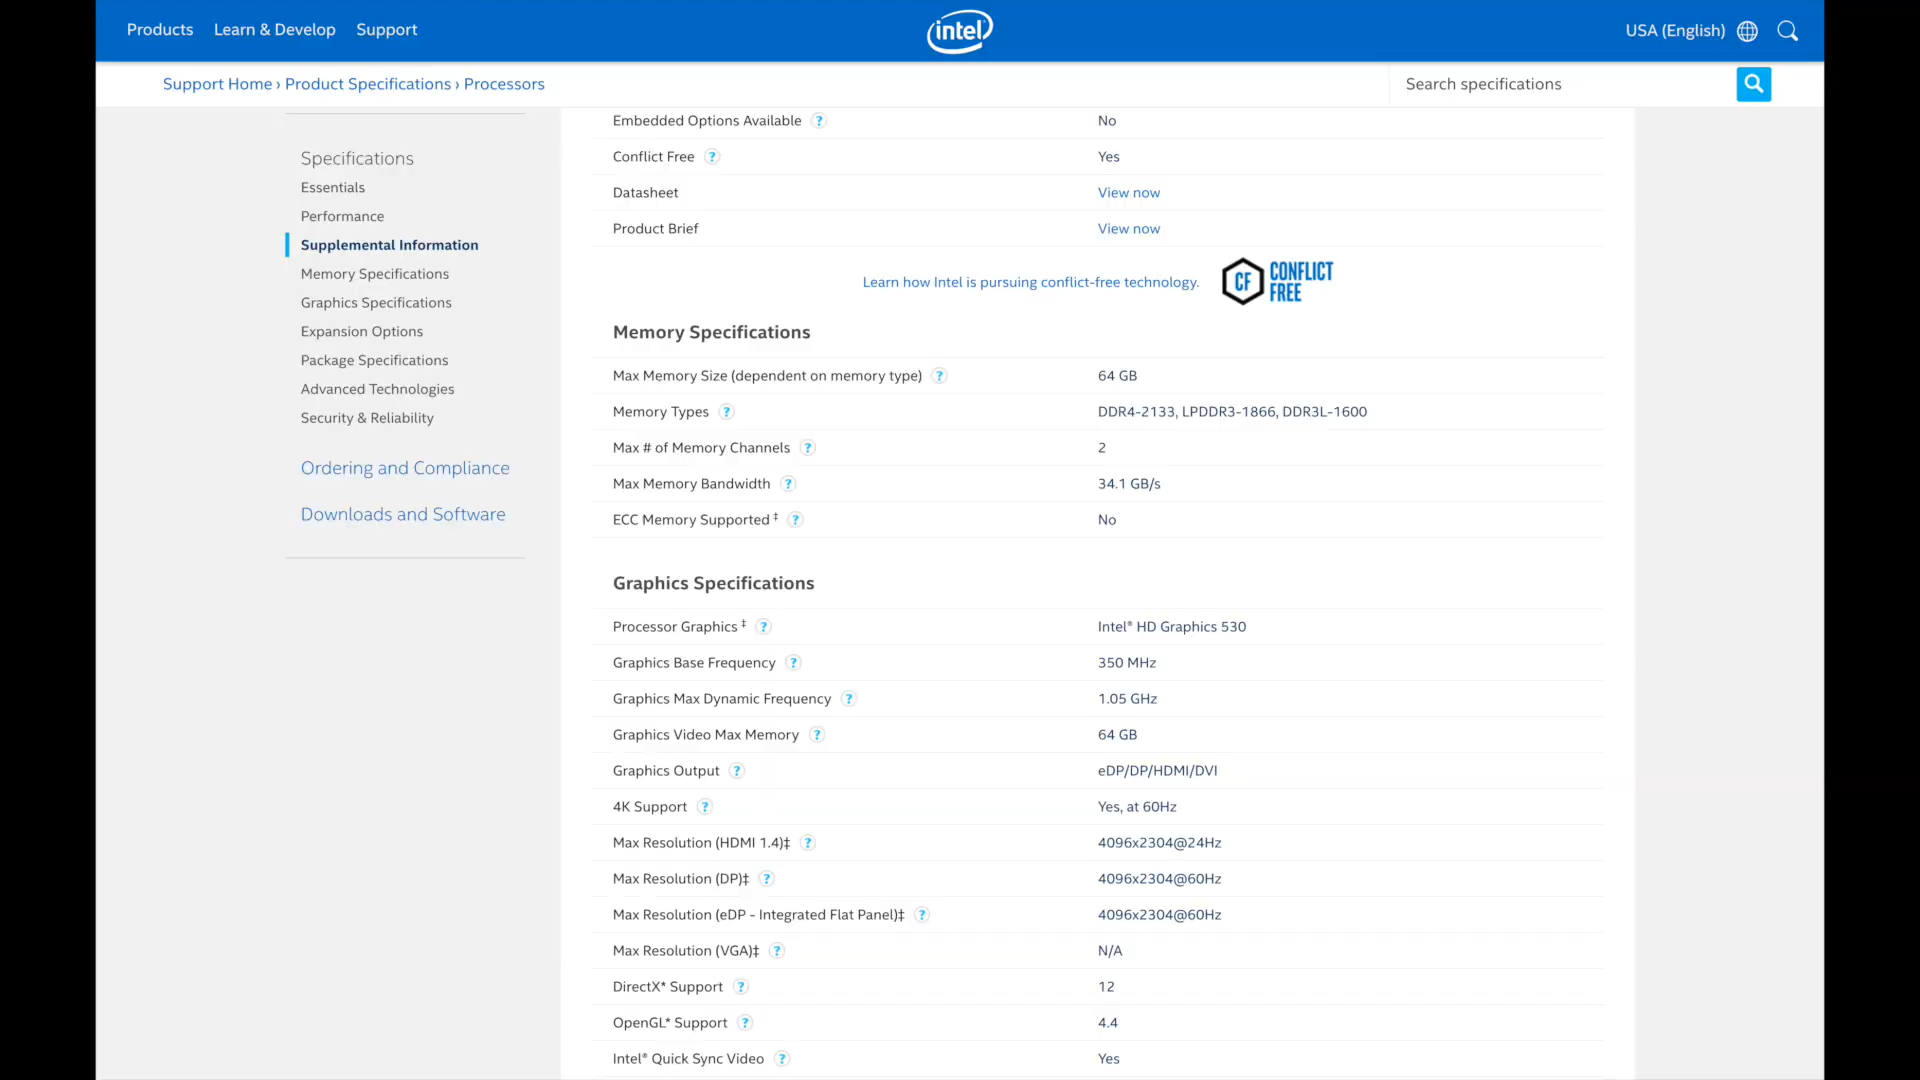 Products Learn & Develop Support
intel
USA (English)
Support Home › Product Specifications › Processors
Search specifications
Specifications
Essentials
Performance
Supplemental Information
Memory Specifications
Graphics Specifications
Expansion Options
Package Specifications
Advanced Technologies
Security & Reliability
Ordering and Compliance
Downloads and Software
Embedded Options Available ? No
Conflict Free ? Yes
Datasheet View now
Product Brief View now
Learn how Intel is pursuing conflict-free technology.
CF CONFLICT
FREE
Memory Specifications
Max Memory Size (dependent on memory type) ? 64 GB
Memory Types ? DDR4-2133, LPDDR3-1866, DDR3L-1600
Max # of Memory Channels ? 2
Max Memory Bandwidth ? 34.1 GB/s
ECC Memory Supported ‡ ? No
Graphics Specifications
Processor Graphics ‡ ? Intel® HD Graphics 530
Graphics Base Frequency ? 350 MHz
Graphics Max Dynamic Frequency ? 1.05 GHz
Graphics Video Max Memory ? 64 GB
Graphics Output ? eDP/DP/HDMI/DVI
4K Support ? Yes, at 60Hz
Max Resolution (HDMI 1.4)‡ ? 4096x2304@24Hz
Max Resolution (DP)‡ ? 4096x2304@60Hz
Max Resolution (eDP - Integrated Flat Panel)‡ ? 4096x2304@60Hz
Max Resolution (VGA)‡ ? N/A
DirectX* Support ? 12
OpenGL* Support ? 4.4
Intel® Quick Sync Video ? Yes